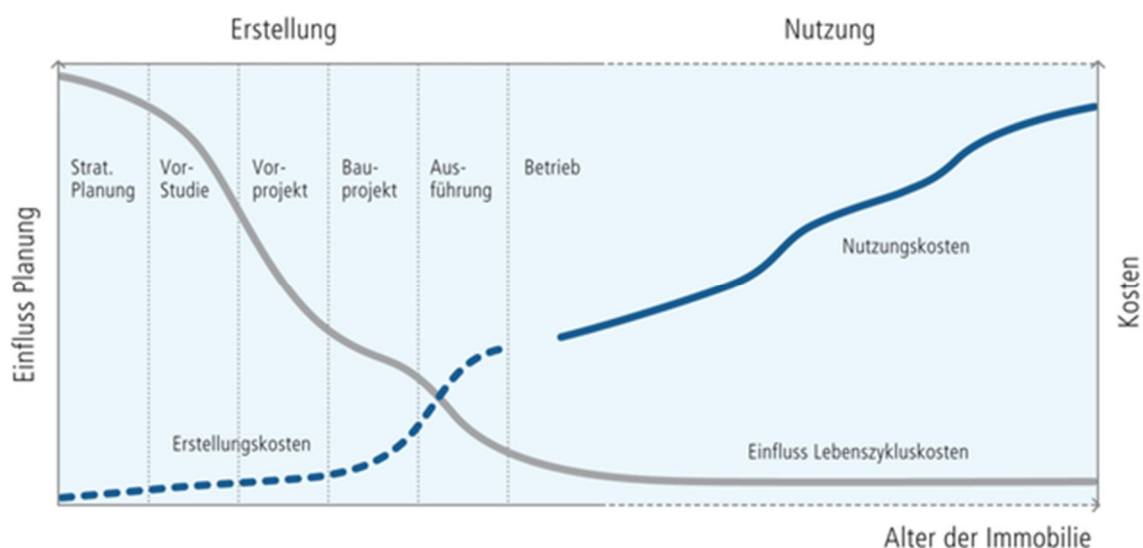 Erstellung
Nutzung
Strat.
Planung
Vor-
Studie
Vor-
projekt
Bau-
projekt
Aus-
führung
Betrieb
Einfluss Planung
Nutzungskosten
Kosten
Erstellungskosten
Einfluss Lebenszykluskosten
Alter der Immobilie